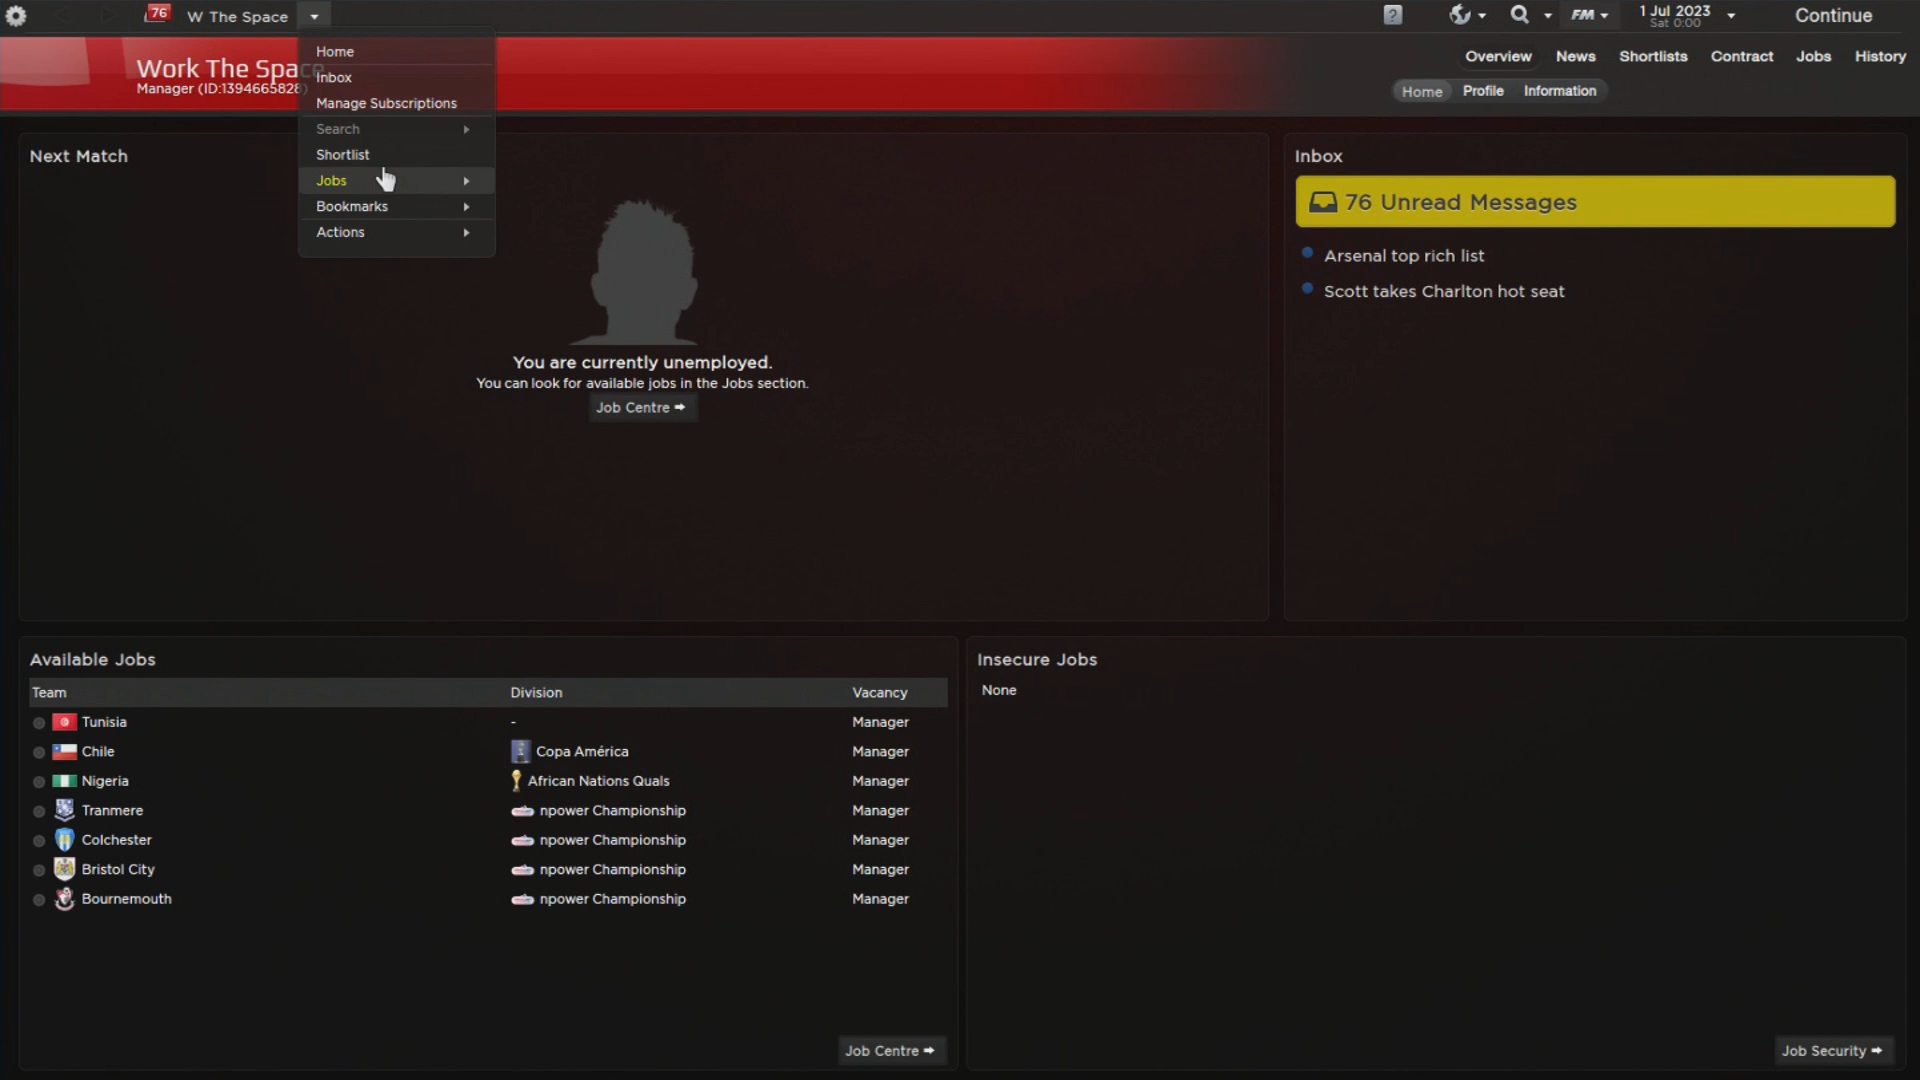 76
W The Space
?
FM
1 Jul 2023
Sat 0:00
Continue
Work The Spac
Manager (ID:1394665828)
Home
Inbox
Manage Subscriptions
Search
Shortlist
Jobs
Bookmarks
Actions
Overview
News
Shortlists
Contract
Jobs
History
Home
Profile
Information
Next Match
You are currently unemployed.
You can look for available jobs in the Jobs section.
Job Centre
Inbox
76 Unread Messages
Arsenal top rich list
Scott takes Charlton hot seat
Available Jobs
Team Division Vacancy
Tunisia - Manager
Chile Copa América Manager
Nigeria African Nations Quals Manager
Tranmere npower Championship Manager
Colchester npower Championship Manager
Bristol City npower Championship Manager
Bournemouth npower Championship Manager
Job Centre
Insecure Jobs
None
Job Security